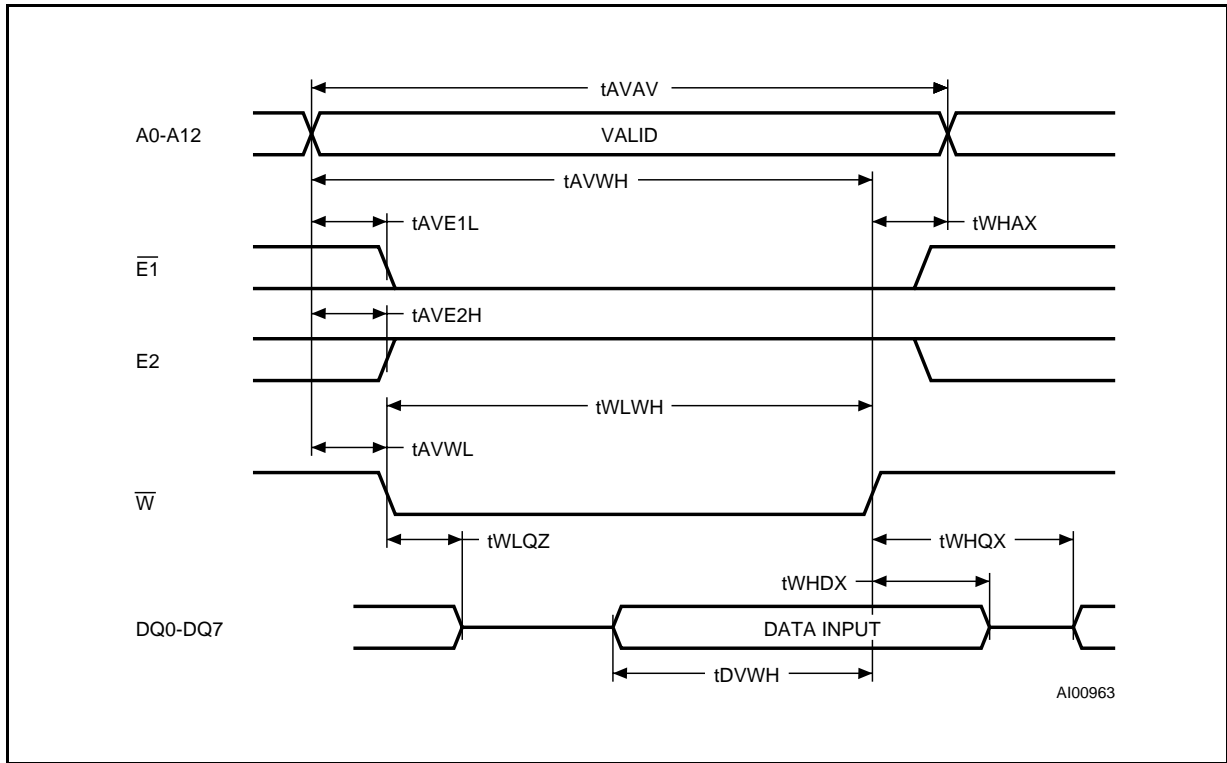 tAVAV
A0-A12
VALID
tAVWH
tAVE1L
tWHAX
E1
tAVE2H
E2
tWLWH
tAVWL
W
tWLQZ
tWHQX
tWHDX
DQ0-DQ7
DATA INPUT
tDVWH
AI00963